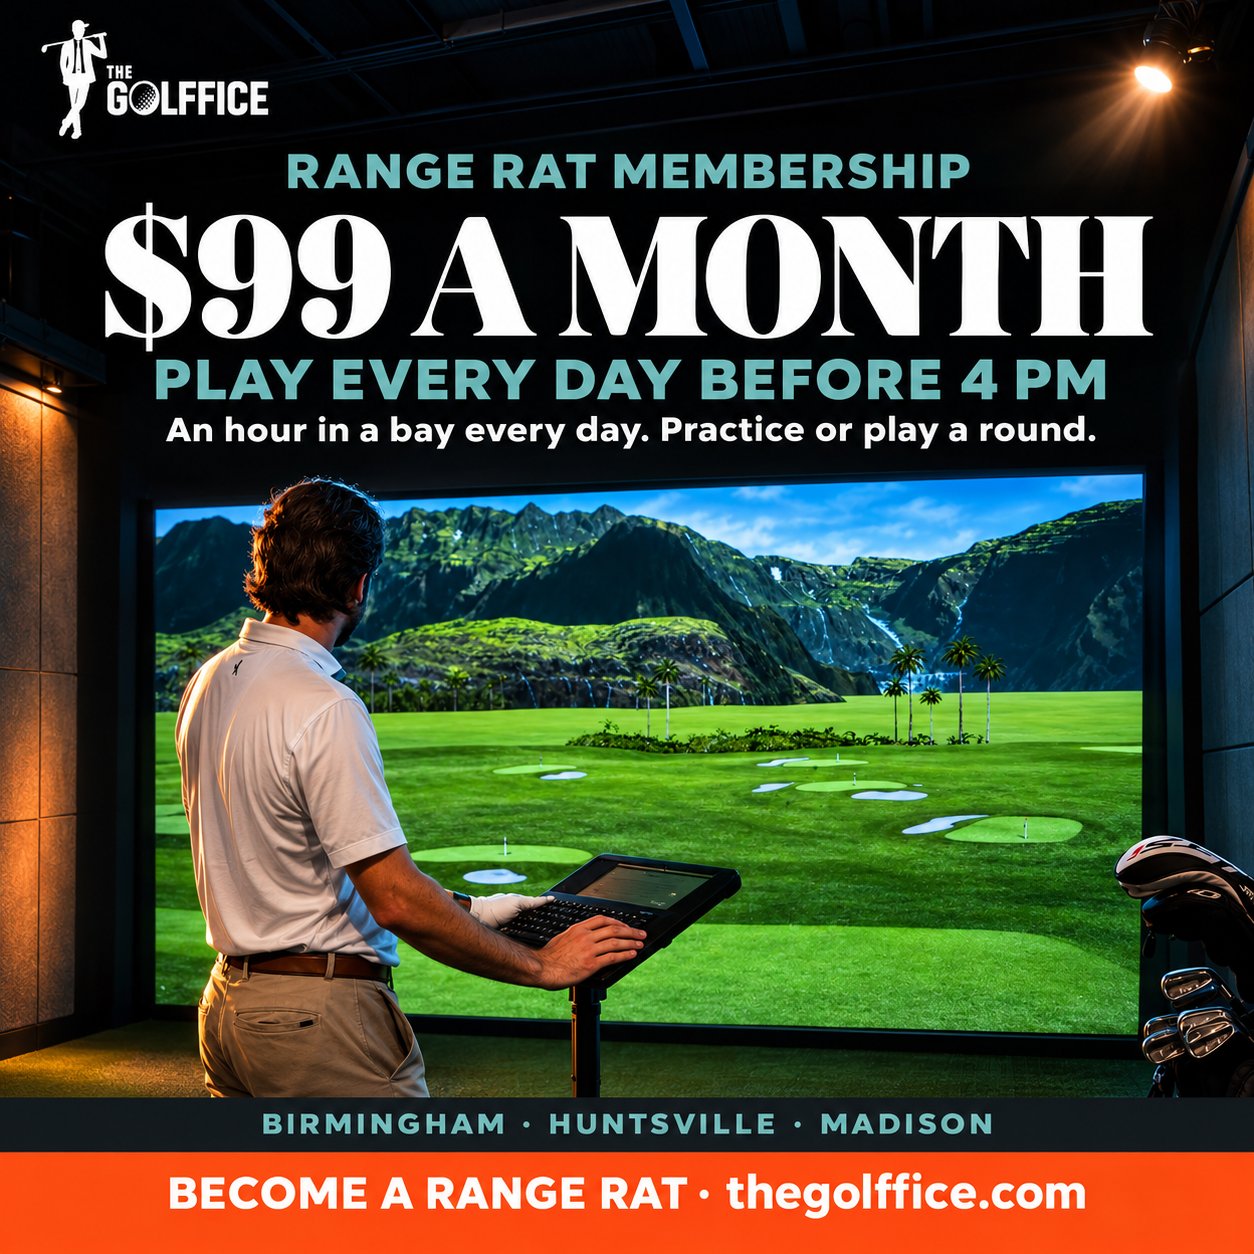 THE
GOLFFICE
RANGE RAT MEMBERSHIP
$99 A MONTH
PLAY EVERY DAY BEFORE 4 PM
An hour in a bay every day. Practice or play a round.
BIRMINGHAM · HUNTSVILLE · MADISON
BECOME A RANGE RAT · thegolffice.com